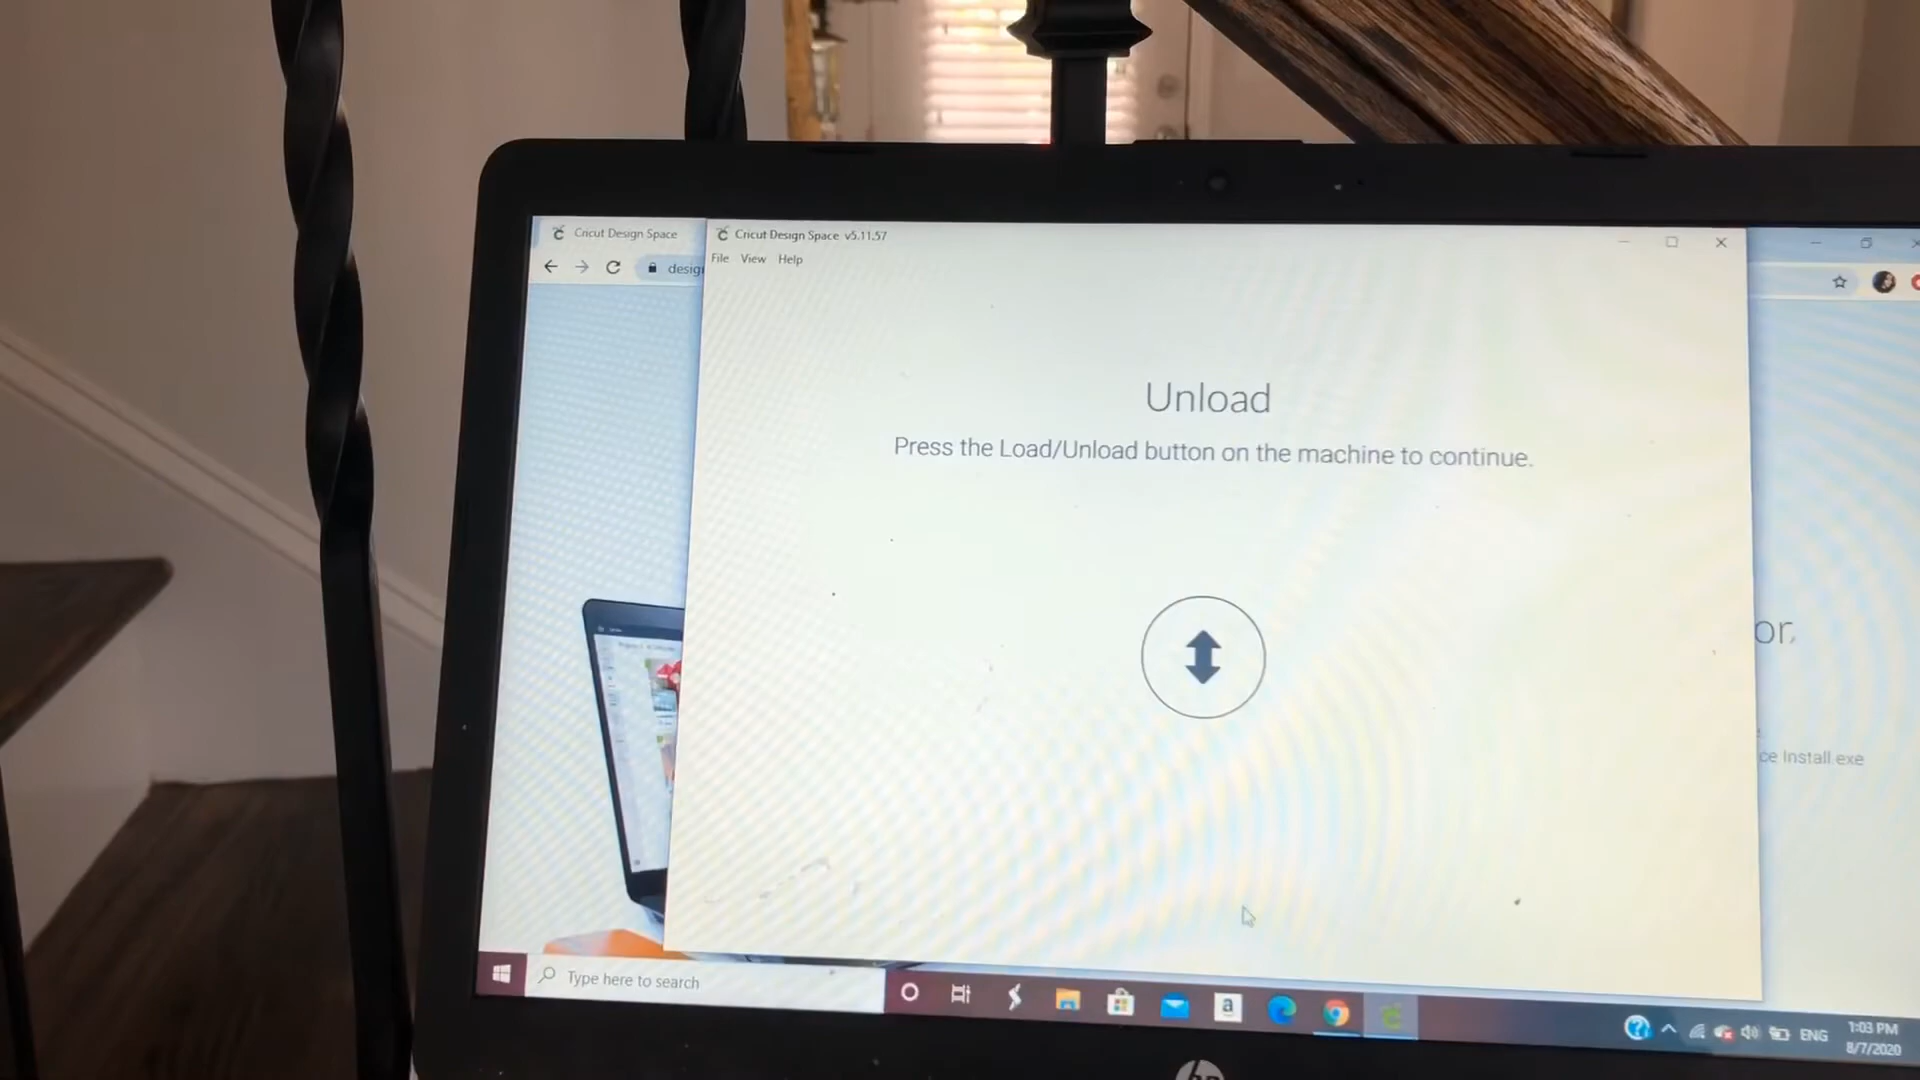 Cricut Design Space
Cricut Design Space v5.11.57
desig
File View Help
Unload
Press the Load/Unload button on the machine to continue.
or,
ce Install.exe
Type here to search
a
ENG
1:03 PM
8/7/2020
hp